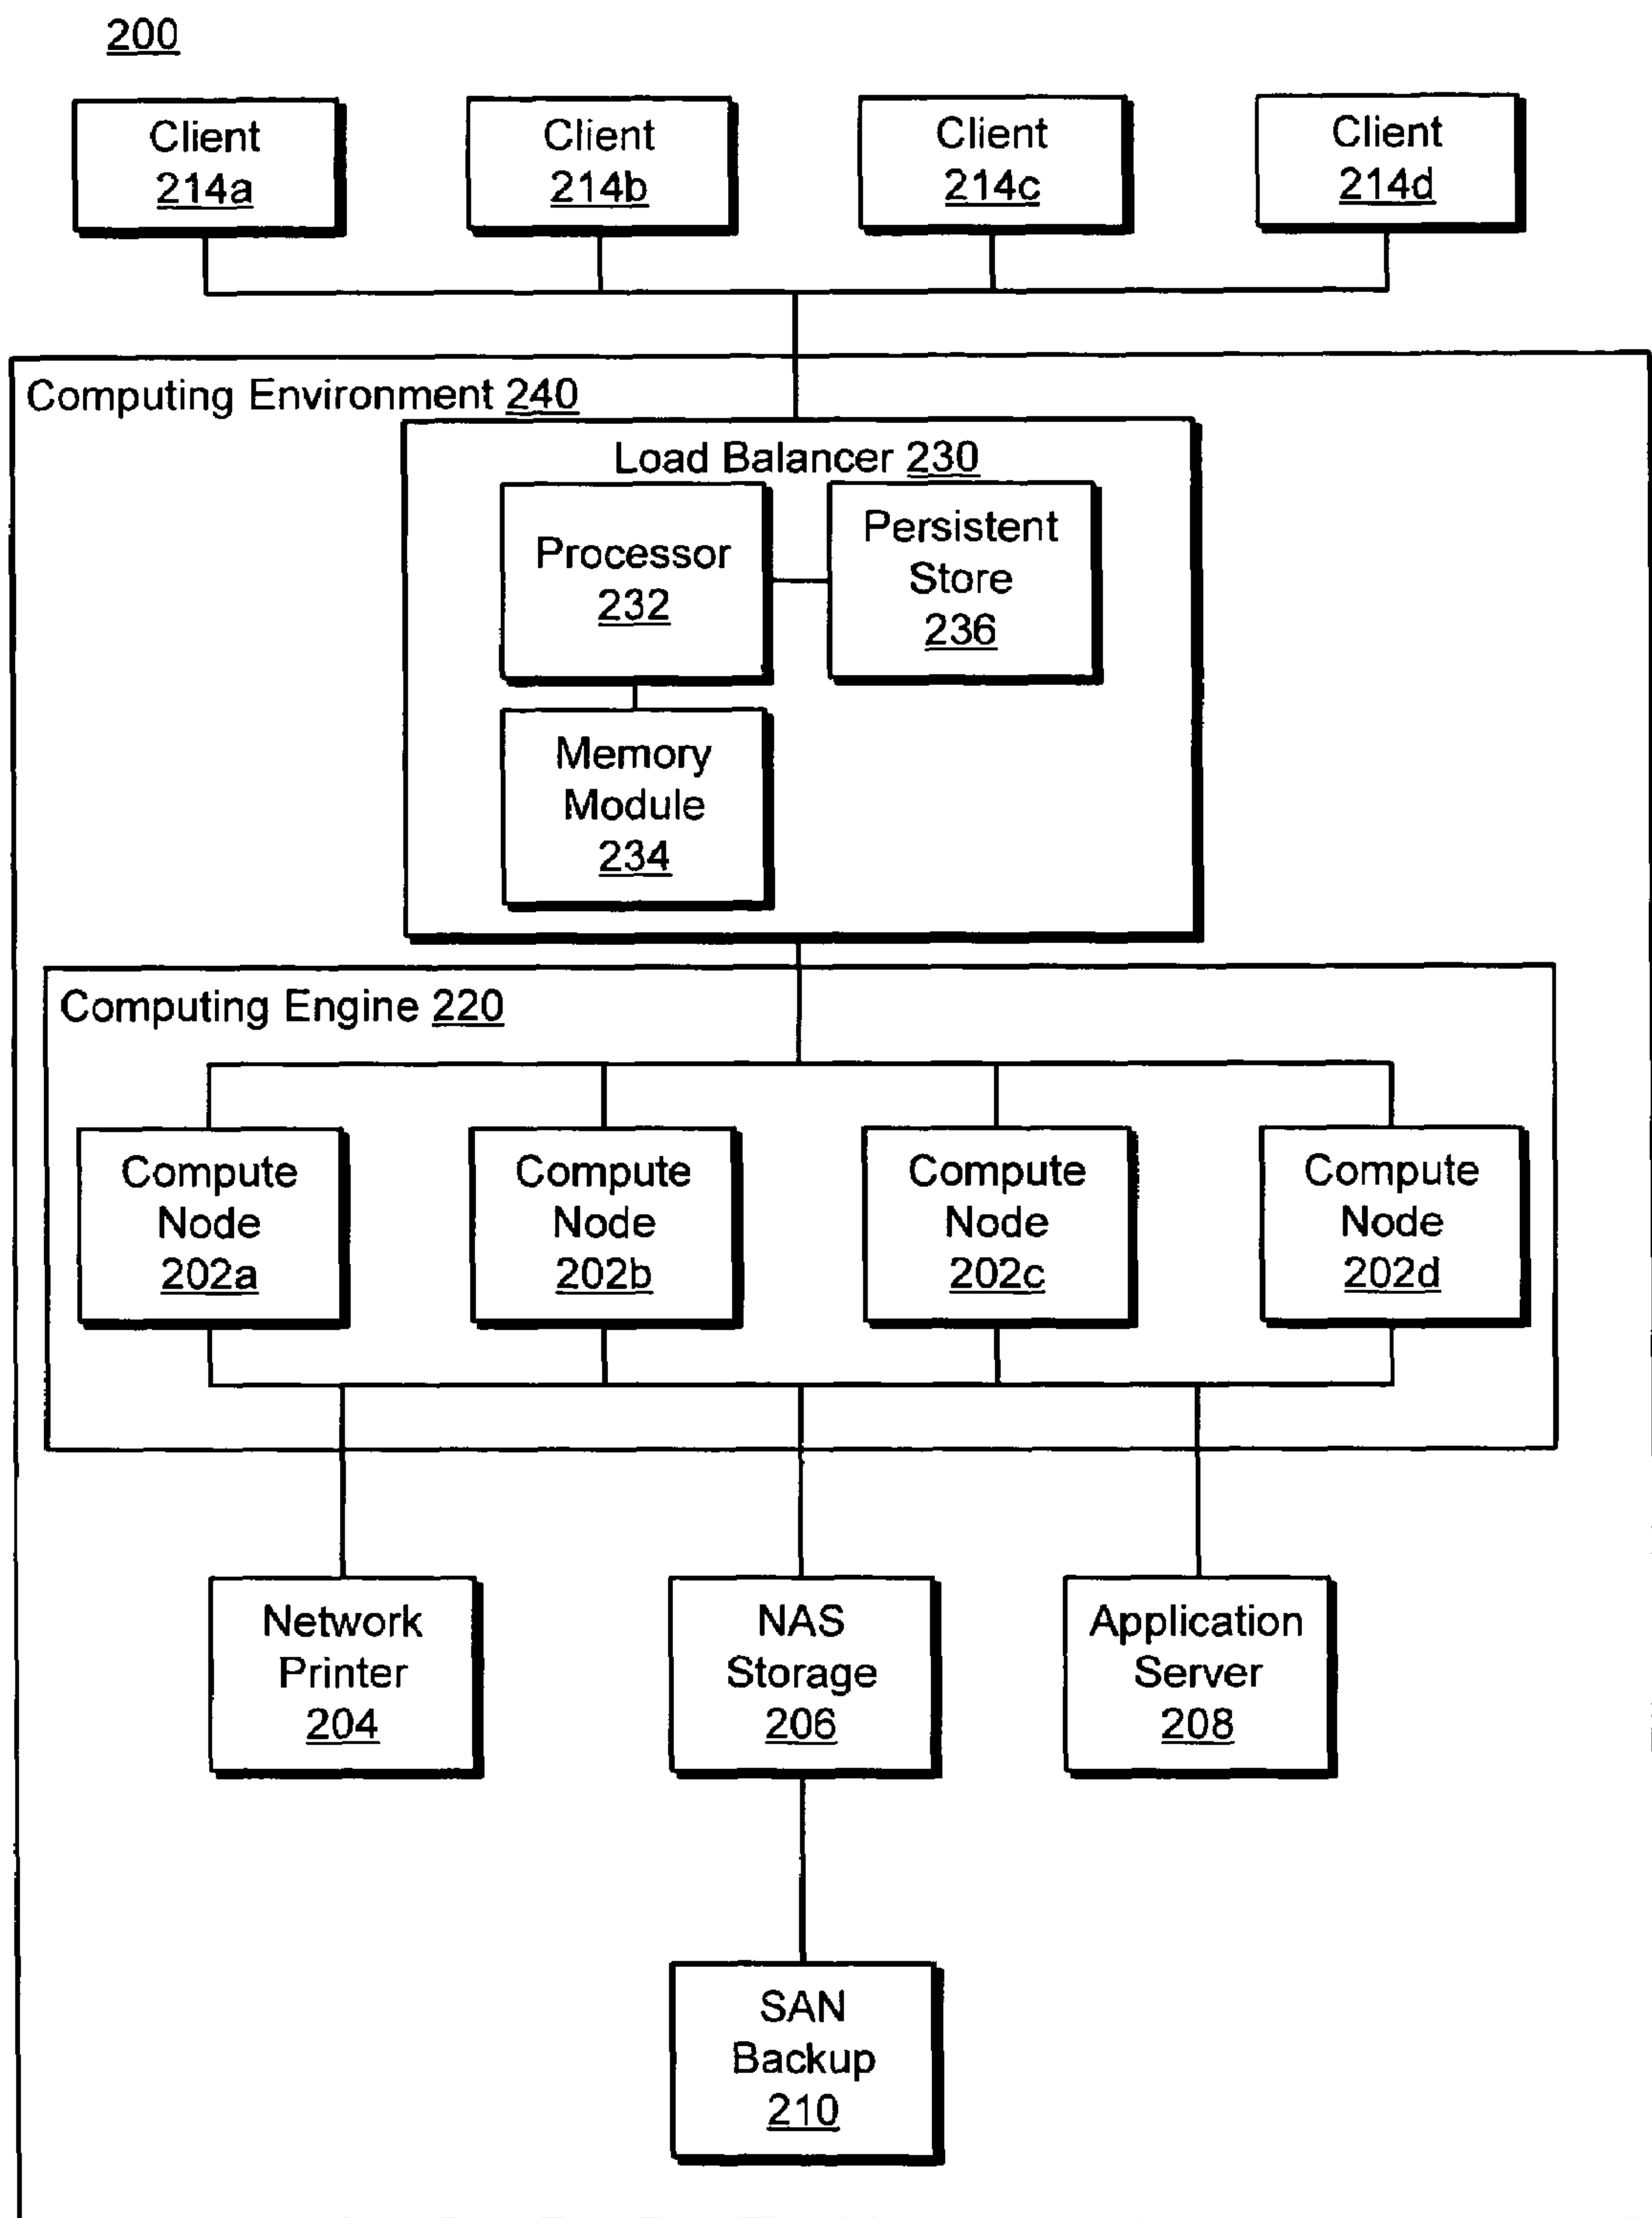 200
Client
214a
Client
214b
Client
214c
Client
214d
Computing Environment 240
Load Balancer 230
Processor
232
Persistent
Store
236
Memory
Module
234
Computing Engine 220
Compute
Node
202a
Compute
Node
202b
Compute
Node
202c
Compute
Node
202d
Network
Printer
204
NAS
Storage
206
Application
Server
208
SAN
Backup
210